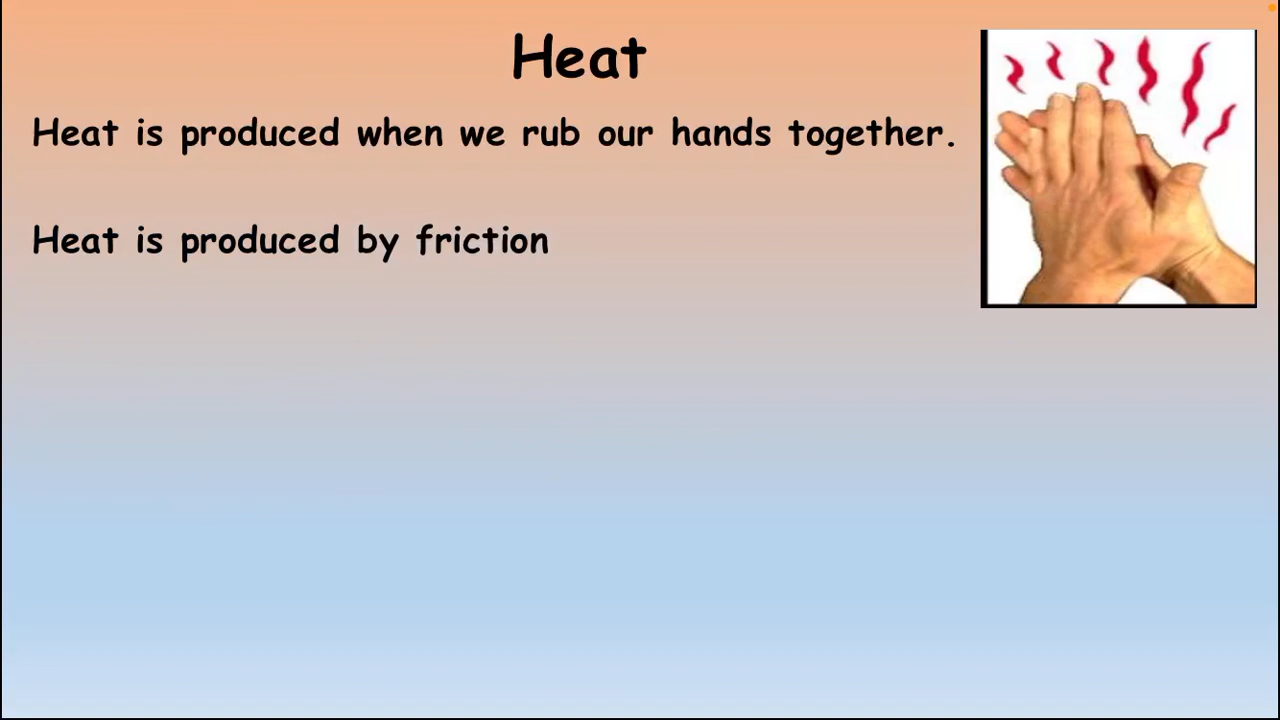 Heat
Heat is produced when we rub our hands together.
Heat is produced by friction